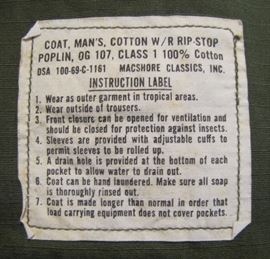 COAT, MAN'S, COTTON W/R RIP-STOP
POPLIN, OG 107, CLASS 1 100% Cotton
DSA 100-69-C-1161 MACSHORE CLASSICS, INC.
INSTRUCTION LABEL
1. Wear as outer garment in tropical areas.
2. Wear outside of trousers.
3. Front closure can be opened for ventilation and
should be closed for protection against insects.
4. Sleeves are provided with adjustable cuffs to
permit sleeves to be rolled up.
5. A drain hole is provided at the bottom of each
pocket to allow water to drain out.
6. Coat can be hand laundered. Make sure all soap
is thoroughly rinsed out.
7. Coat is made longer than normal in order that
load carrying equipment does not cover pockets.